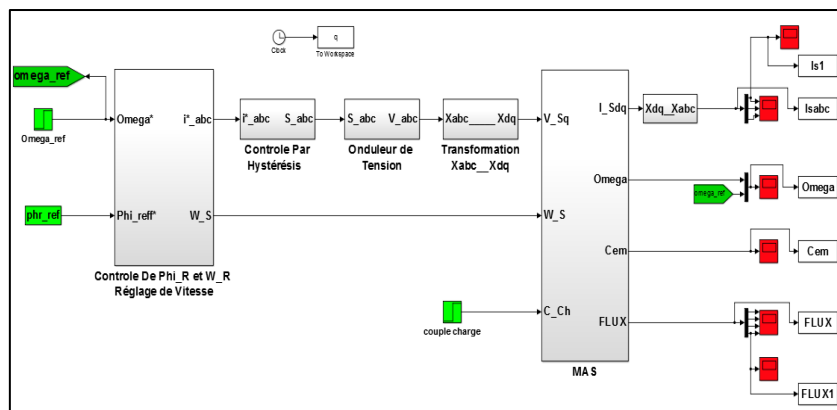 q
Clock
To Workspace
omega_ref
Omega_ref
phr_ref
Omega*
i*_abc
Phi_reff*
W_S
Controle De Phi_R et W_R
Réglage de Vitesse
i*_abc
S_abc
Controle Par
Hystérésis
S_abc
V_abc
Onduleur de
Tension
Xabc____Xdq
Transformation
Xabc__Xdq
V_Sq
W_S
C_Ch
I_Sdq
Omega
Cem
FLUX
MAS
couple charge
Xdq__Xabc
omega_ref
Is1
Isabc
Omega
Cem
FLUX
FLUX1